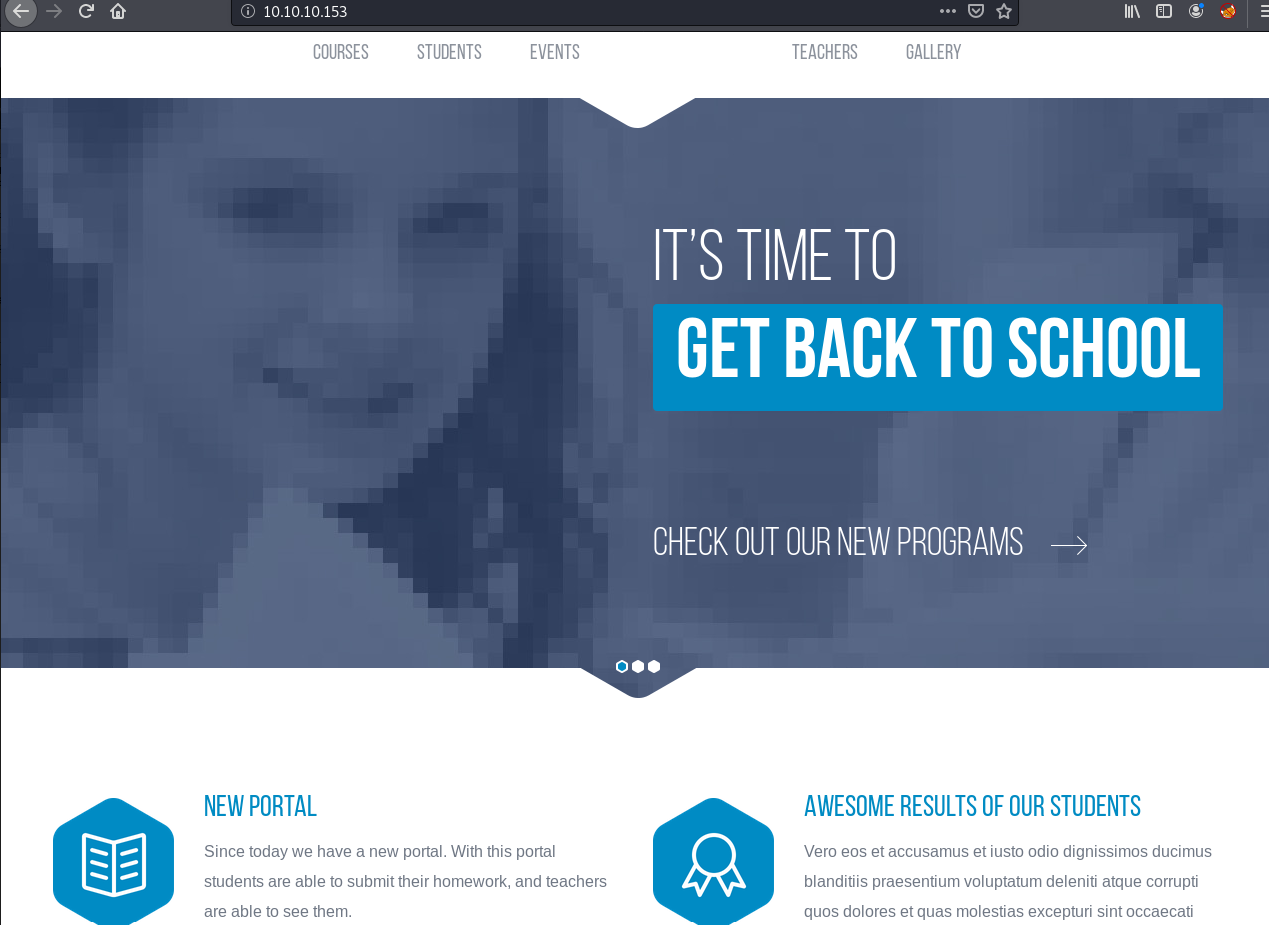 10.10.10.153
COURSES STUDENTS EVENTS TEACHERS GALLERY
IT'S TIME TO
GET BACK TO SCHOOL
CHECK OUT OUR NEW PROGRAMS
NEW PORTAL
Since today we have a new portal. With this portal
students are able to submit their homework, and teachers
are able to see them.
AWESOME RESULTS OF OUR STUDENTS
Vero eos et accusamus et iusto odio dignissimos ducimus
blanditiis praesentium voluptatum deleniti atque corrupti
quos dolores et quas molestias excepturi sint occaecati